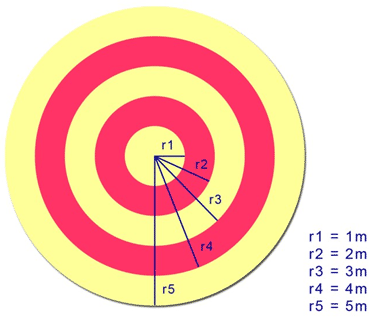 r1
r2
r3
r4
r5
r1 = 1m
r2 = 2m
r3 = 3m
r4 = 4m
r5 = 5m